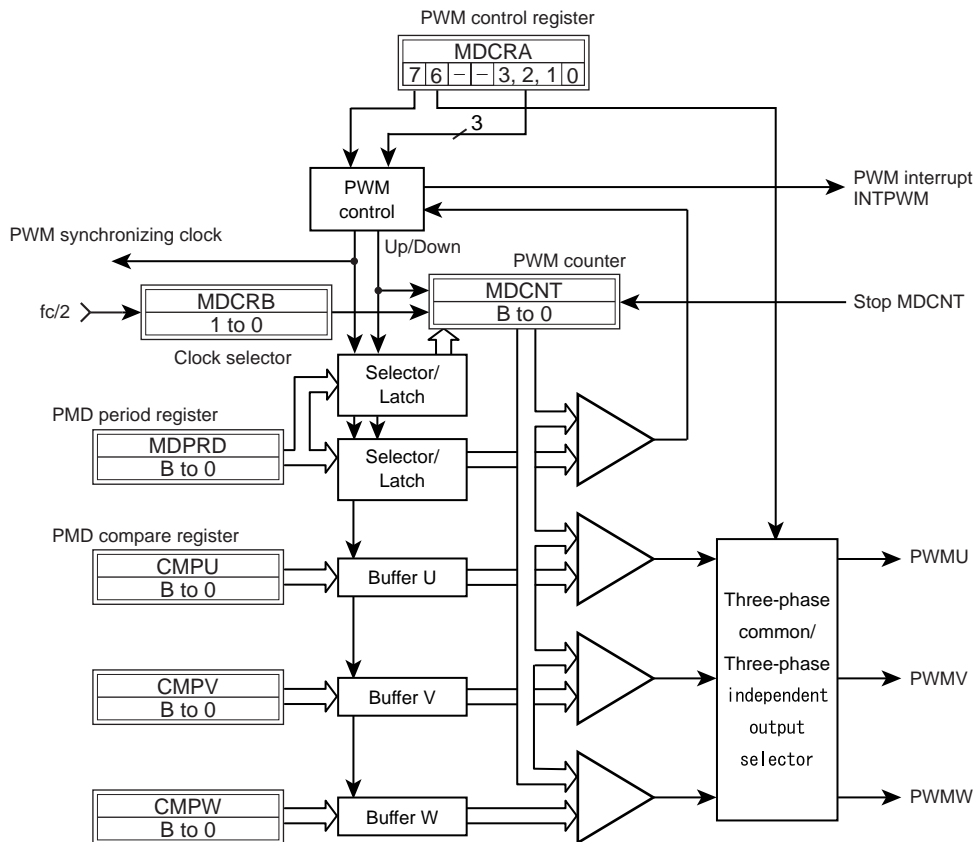 PWM control register
MDCRA
7 6 – – 3, 2, 1 0
3
PWM
control
PWM interrupt
INTPWM
PWM synchronizing clock
Up/Down
PWM counter
MDCNT
B to 0
Stop MDCNT
fc/2
MDCRB
1 to 0
Clock selector
Selector/
Latch
PMD period register
MDPRD
B to 0
Selector/
Latch
PMD compare register
CMPU
B to 0
Buffer U
PWMU
Three-phase
common/
Three-phase
independent
output
selector
CMPV
B to 0
Buffer V
PWMV
CMPW
B to 0
Buffer W
PWMW